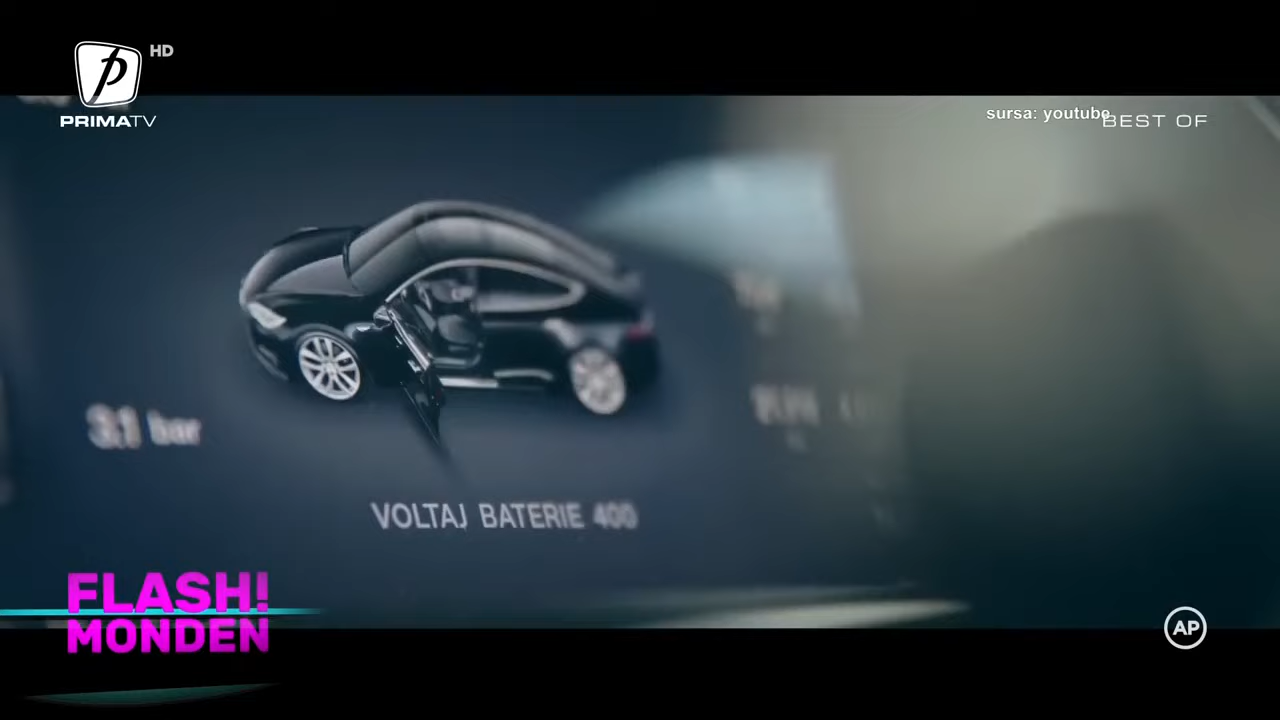 HD
PRIMATV
sursa: youtube
BEST OF
3.1 bar
VOLTAJ BATERIE 400
FLASH!
MONDEN
AP